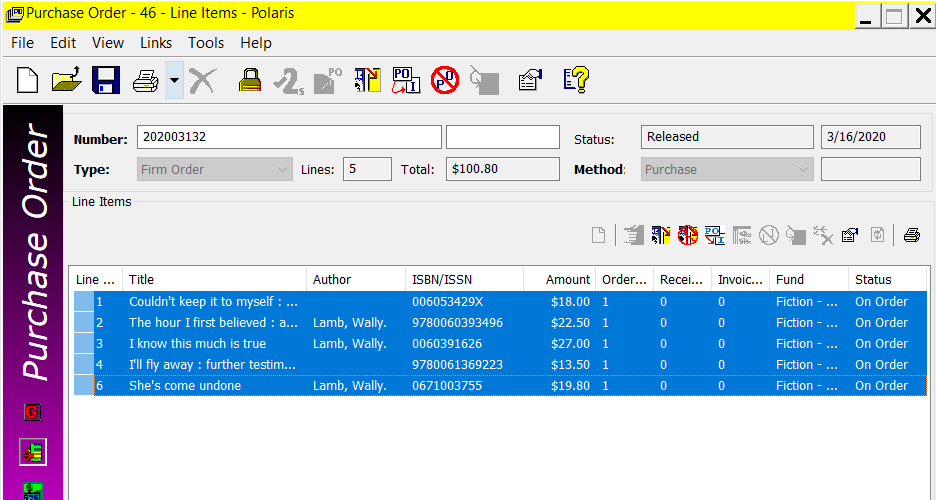 Purchase Order - 46 - Line Items - Polaris
File Edit View Links Tools Help
Number: 202003132 Status: Released 3/16/2020
Type: Firm Order Lines: 5 Total: $100.80 Method: Purchase
Line Items
Line ... Title Author ISBN/ISSN Amount Order... Recei... Invoic... Fund Status
1 Couldn't keep it to myself : ... 006053429X $18.00 1 0 0 Fiction - ... On Order
2 The hour I first believed : a... Lamb, Wally. 9780060393496 $22.50 1 0 0 Fiction - ... On Order
3 I know this much is true Lamb, Wally. 0060391626 $27.00 1 0 0 Fiction - ... On Order
4 I'll fly away : further testim... 9780061369223 $13.50 1 0 0 Fiction - ... On Order
6 She's come undone Lamb, Wally. 0671003755 $19.80 1 0 0 Fiction - ... On Order
Purchase Order